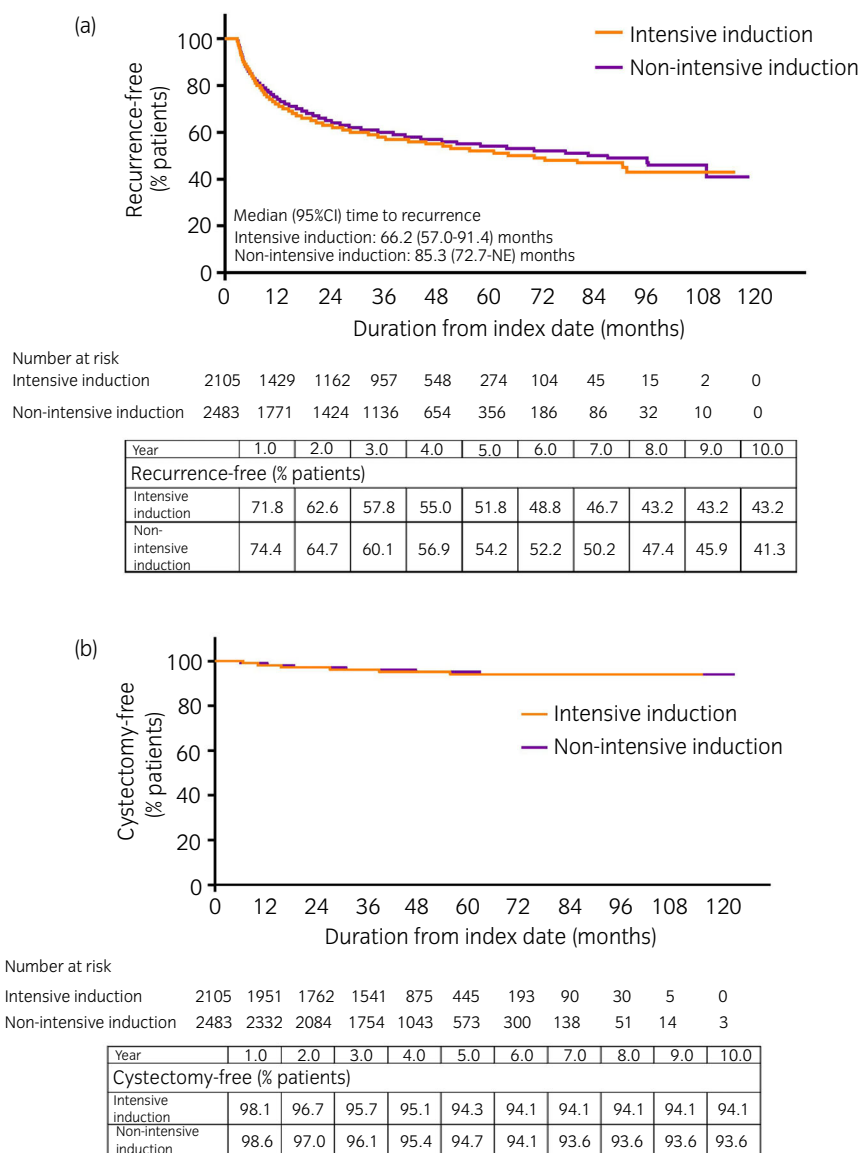 (a)
Intensive induction
Non-intensive induction
Recurrence-free
(% patients)
100
80
60
40
20
0
Median (95%CI) time to recurrence
Intensive induction: 66.2 (57.0-91.4) months
Non-intensive induction: 85.3 (72.7-NE) months
0 12 24 36 48 60 72 84 96 108 120
Duration from index date (months)
Number at risk
Intensive induction 2105 1429 1162 957 548 274 104 45 15 2 0
Non-intensive induction 2483 1771 1424 1136 654 356 186 86 32 10 0
Year 1.0 2.0 3.0 4.0 5.0 6.0 7.0 8.0 9.0 10.0
Recurrence-free (% patients)
Intensive
induction 71.8 62.6 57.8 55.0 51.8 48.8 46.7 43.2 43.2 43.2
Non-
intensive
induction 74.4 64.7 60.1 56.9 54.2 52.2 50.2 47.4 45.9 41.3
(b)
Cystectomy-free
(% patients)
100
80
60
40
20
0
Intensive induction
Non-intensive induction
0 12 24 36 48 60 72 84 96 108 120
Duration from index date (months)
Number at risk
Intensive induction 2105 1951 1762 1541 875 445 193 90 30 5 0
Non-intensive induction 2483 2332 2084 1754 1043 573 300 138 51 14 3
Year 1.0 2.0 3.0 4.0 5.0 6.0 7.0 8.0 9.0 10.0
Cystectomy-free (% patients)
Intensive
induction 98.1 96.7 95.7 95.1 94.3 94.1 94.1 94.1 94.1 94.1
Non-intensive
induction 98.6 97.0 96.1 95.4 94.7 94.1 93.6 93.6 93.6 93.6